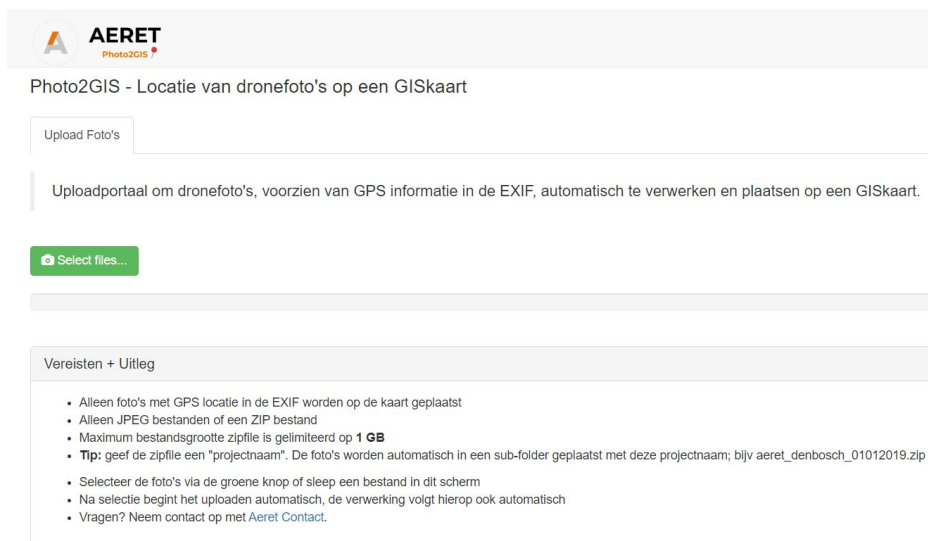 AERET
Photo2GIS
Photo2GIS - Locatie van dronefoto's op een GISkaart
Upload Foto's
Uploadportaal om dronefoto's, voorzien van GPS informatie in de EXIF, automatisch te verwerken en plaatsen op een GISkaart.
Select files...
Vereisten + Uitleg
• Alleen foto's met GPS locatie in de EXIF worden op de kaart geplaatst
• Alleen JPEG bestanden of een ZIP bestand
• Maximum bestandsgrootte zipfile is gelimiteerd op 1 GB
• Tip: geef de zipfile een "projectnaam". De foto's worden automatisch in een sub-folder geplaatst met deze projectnaam; bijv aeret_denbosch_01012019.zip
• Selecteer de foto's via de groene knop of sleep een bestand in dit scherm
• Na selectie begint het uploaden automatisch, de verwerking volgt hierop ook automatisch
• Vragen? Neem contact op met Aeret Contact.